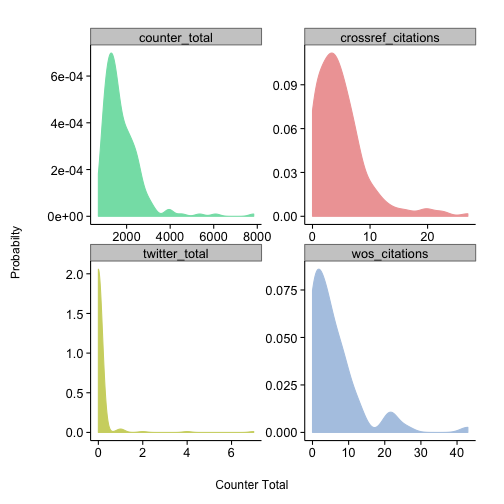 counter_total
crossref_citations
6e-04
4e-04
2e-04
0e+00
0.09
0.06
0.03
0.00
2000 4000 6000 8000
0 10 20
Probabilty
twitter_total
wos_citations
2.0
1.5
1.0
0.5
0.0
0.075
0.050
0.025
0.000
0 2 4 6
0 10 20 30 40
Counter Total